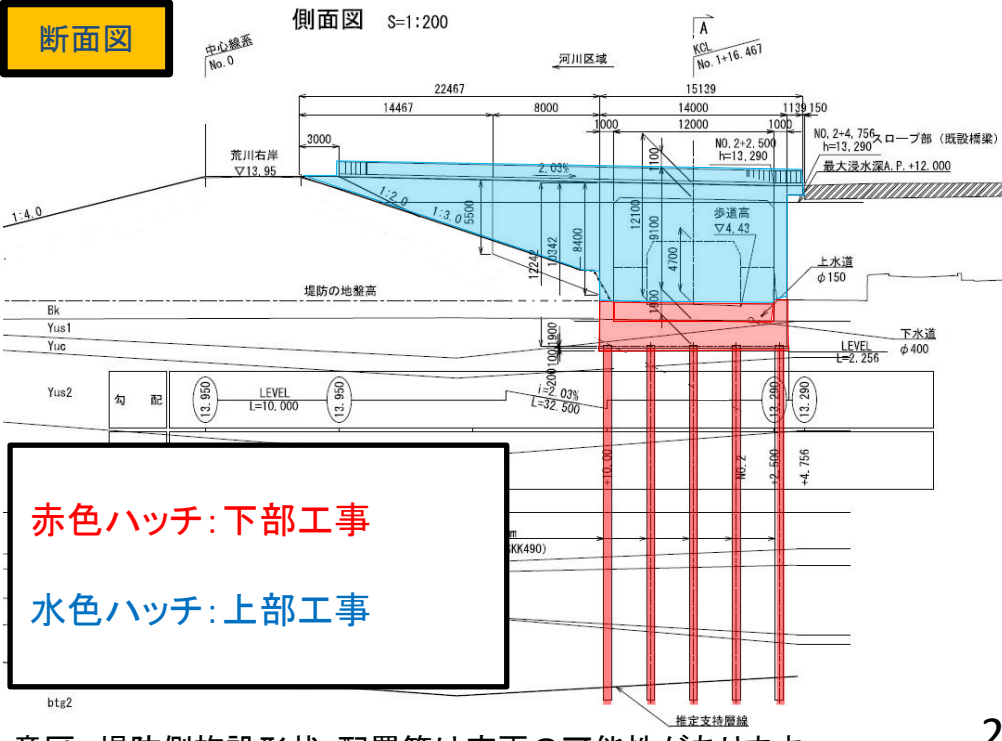 断面図
側面図 S=1:200
中心線系
No.0
A
KCL
No.1+16.467
河川区域
22467
15139
14467
8000
14000
1139
150
1000
12000
1000
3000
NO.2+2.500
h=13,290
NO.2+4,756
h=13,290
スロープ部（既設橋梁）
最大浸水深A.P.+12.000
荒川右岸
▽13.95
2.03%
1100
1:4.0
1:2.0
1:3.0
5500
12242
10342
8400
12100
9100
4700
歩道高
▽4.43
上水道
φ150
堤防の地盤高
Bk
Yus1
Yuc
Yus2
1900
100
200
下水道
φ400
LEVEL
L=2.256
勾 配
13.950
LEVEL
L=10.000
13.950
i=2.03%
L=32.500
13.290
13.290
+10.00
NO.2
+2.500
+4.756
赤色ハッチ：下部工事
水色ハッチ：上部工事
m
SKK490)
btg2
推定支持層線
2